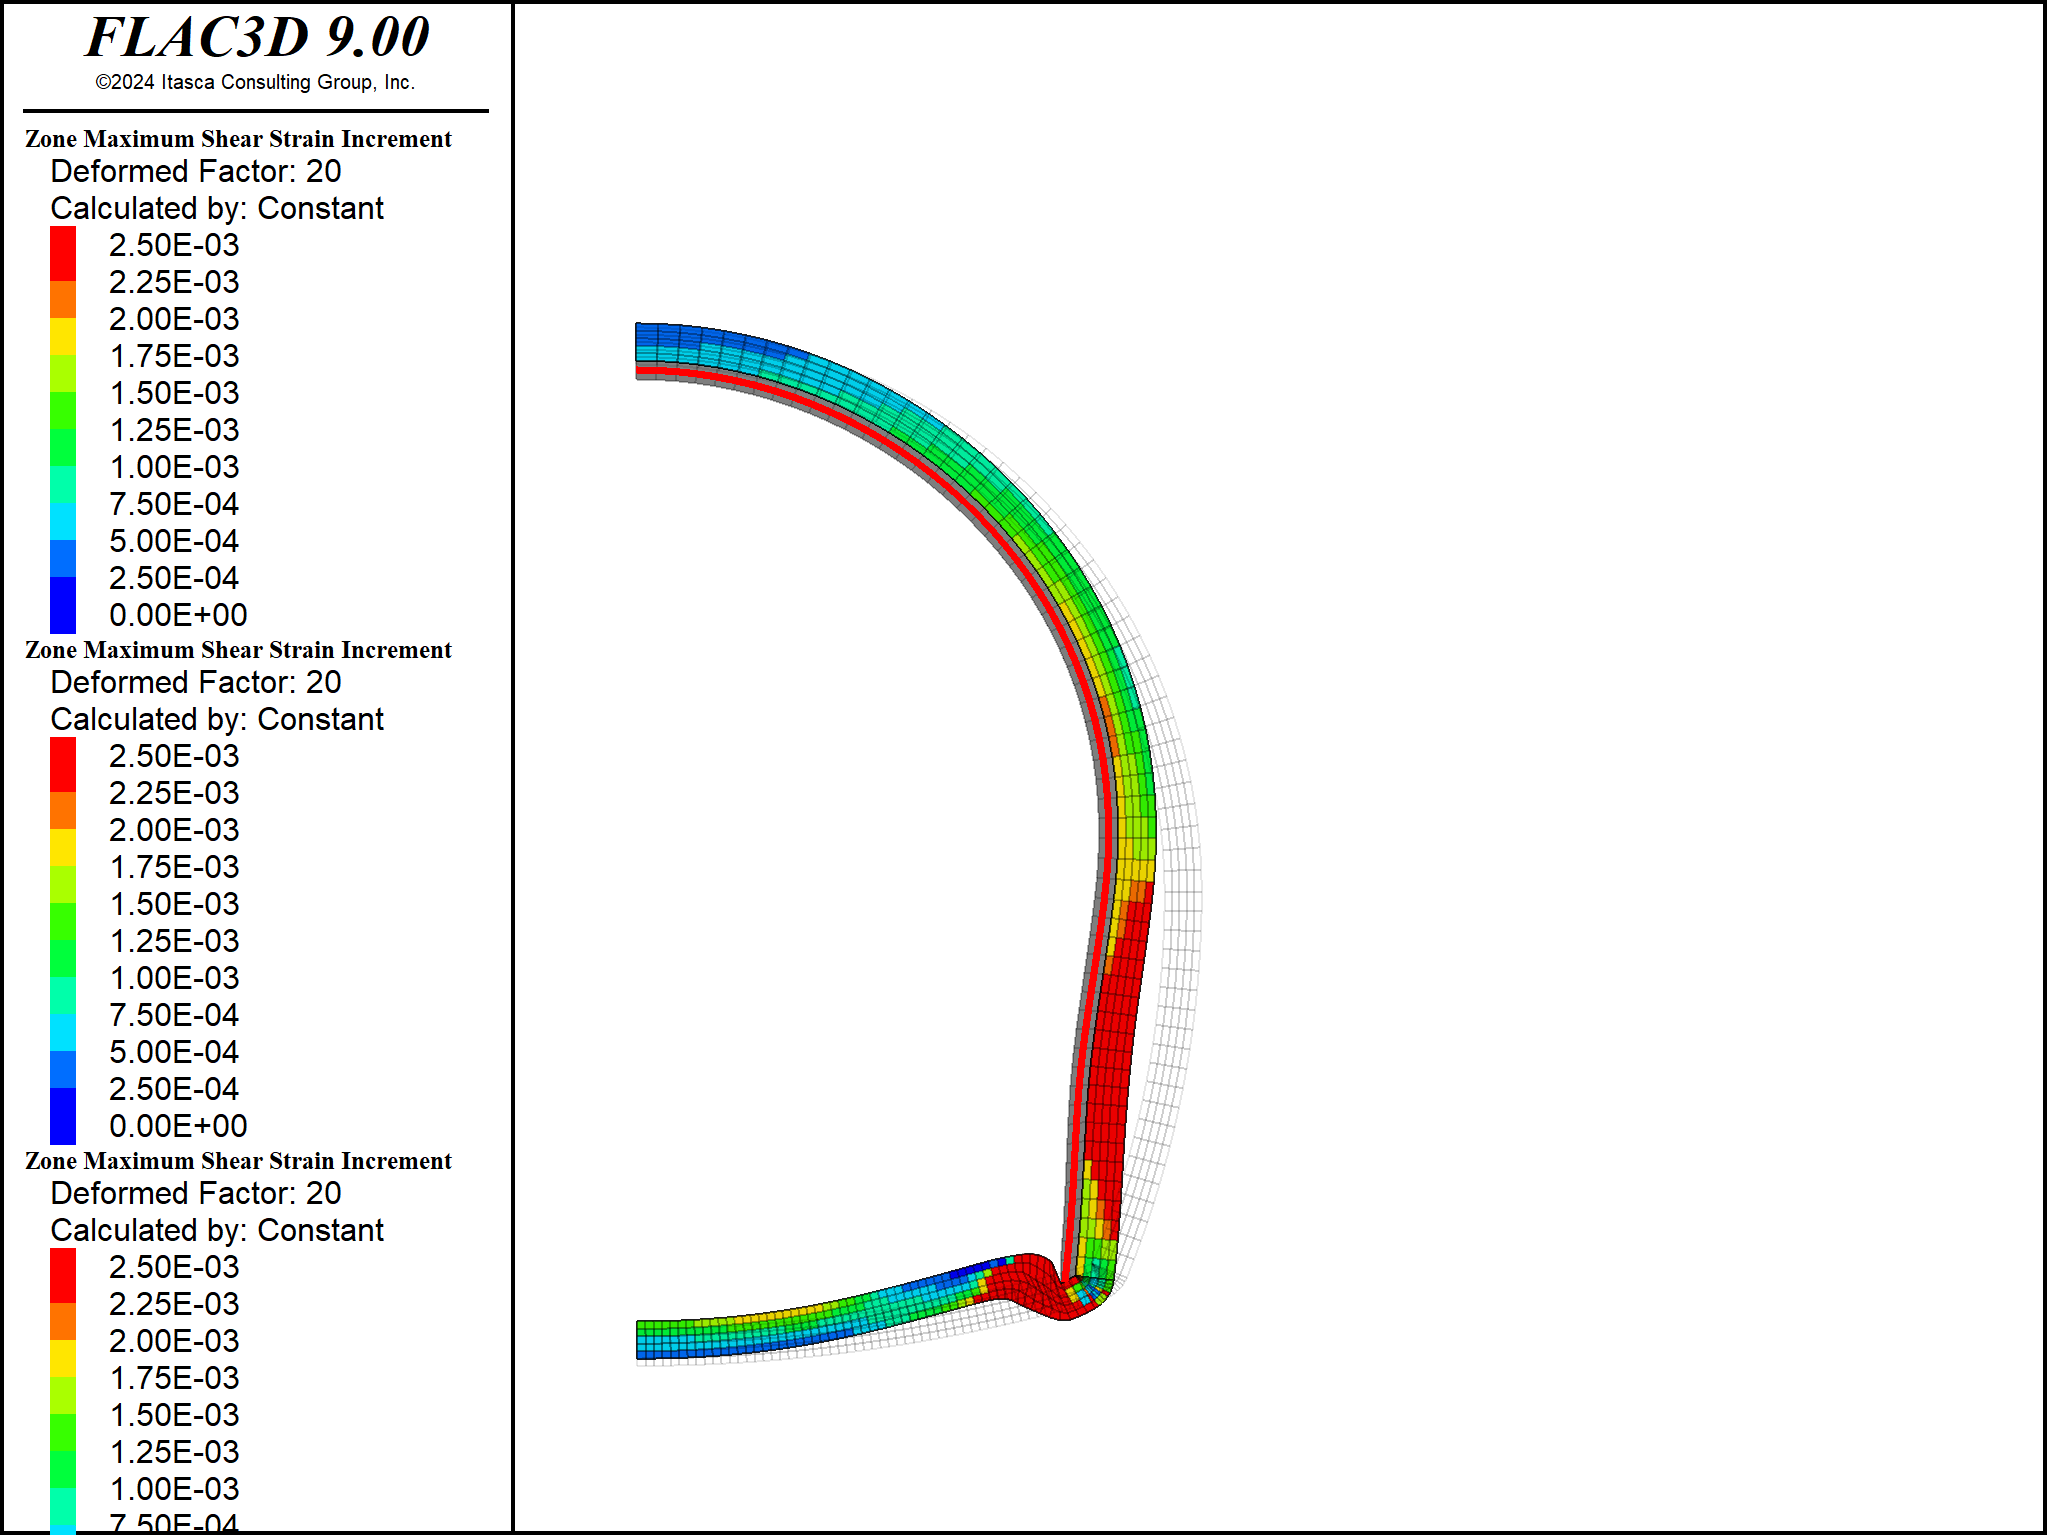 FLAC3D 9.00
©2024 Itasca Consulting Group, Inc.
Zone Maximum Shear Strain Increment
Deformed Factor: 20
Calculated by: Constant
2.50E-03
2.25E-03
2.00E-03
1.75E-03
1.50E-03
1.25E-03
1.00E-03
7.50E-04
5.00E-04
2.50E-04
0.00E+00
Zone Maximum Shear Strain Increment
Deformed Factor: 20
Calculated by: Constant
2.50E-03
2.25E-03
2.00E-03
1.75E-03
1.50E-03
1.25E-03
1.00E-03
7.50E-04
5.00E-04
2.50E-04
0.00E+00
Zone Maximum Shear Strain Increment
Deformed Factor: 20
Calculated by: Constant
2.50E-03
2.25E-03
2.00E-03
1.75E-03
1.50E-03
1.25E-03
1.00E-03
7.50E-04